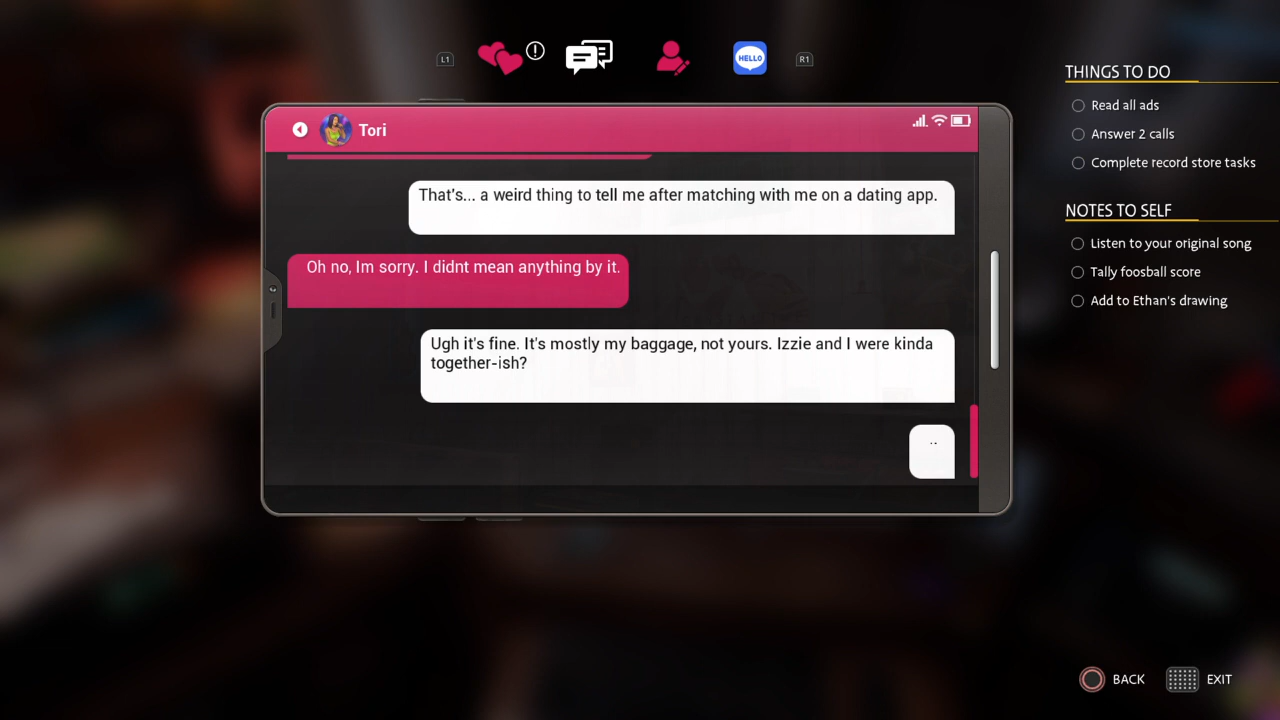 L1
HELLO
R1
Tori
That's... a weird thing to tell me after matching with me on a dating app.
Oh no, Im sorry. I didnt mean anything by it.
Ugh it's fine. It's mostly my baggage, not yours. Izzie and I were kinda
together-ish?
..
THINGS TO DO
Read all ads
Answer 2 calls
Complete record store tasks
NOTES TO SELF
Listen to your original song
Tally foosball score
Add to Ethan's drawing
BACK
EXIT